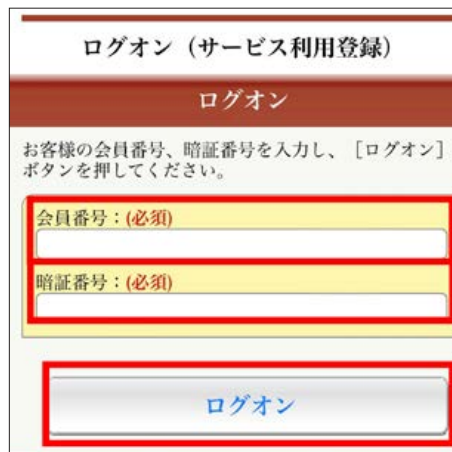 ログオン（サービス利用登録）
ログオン
お客様の会員番号、暗証番号を入力し、［ログオン］
ボタンを押してください。
会員番号：(必須)
暗証番号：(必須)
ログオン